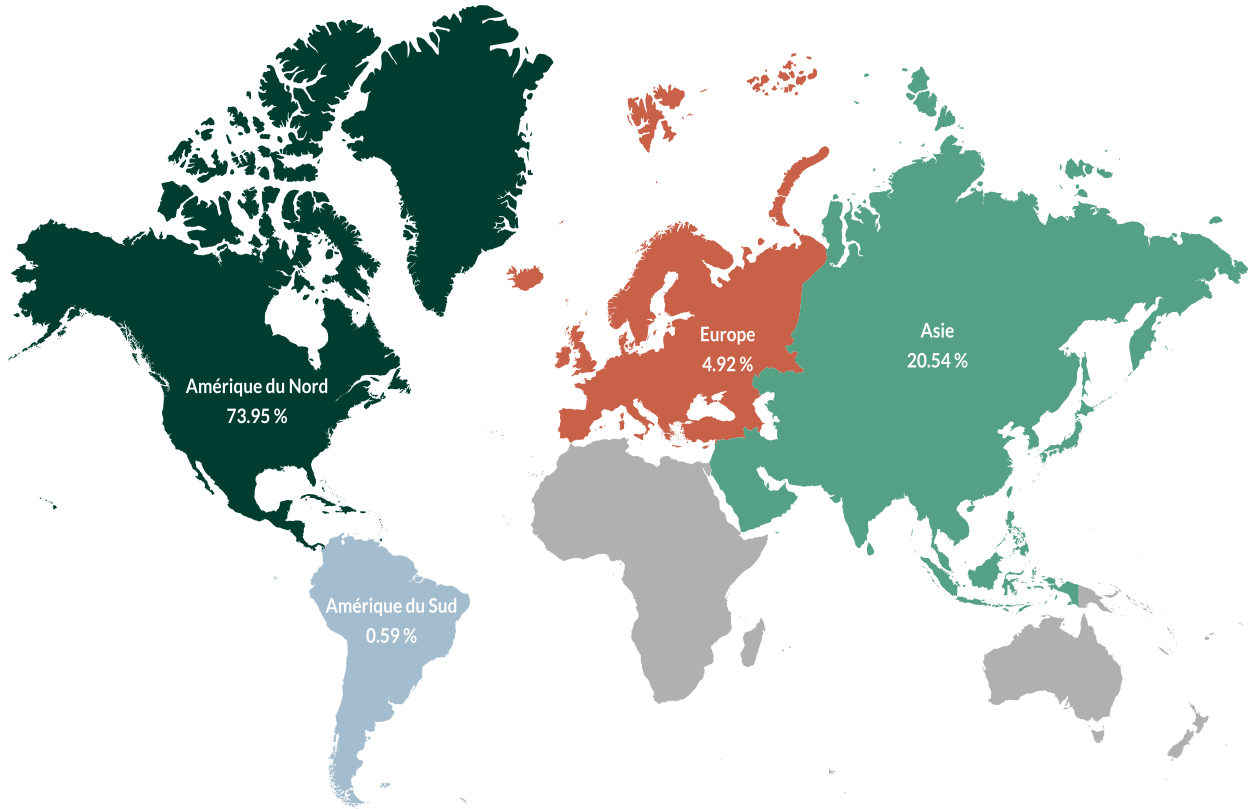 Europe
4.92 %
Asie
20.54 %
Amérique du Nord
73.95 %
Amérique du Sud
0.59 %